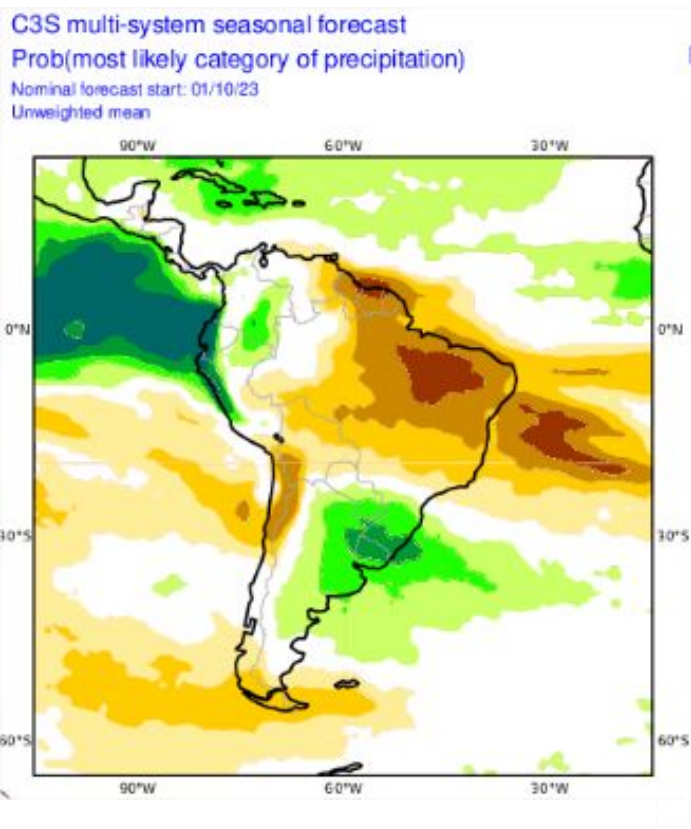 C3S multi-system seasonal forecast
Prob(most likely category of precipitation)
Nominal forecast start: 01/10/23
Unweighted mean
90°W 60°W 30°W
0°N 0°N
30°S 30°S
60°S 60°S
90°W 60°W 30°W